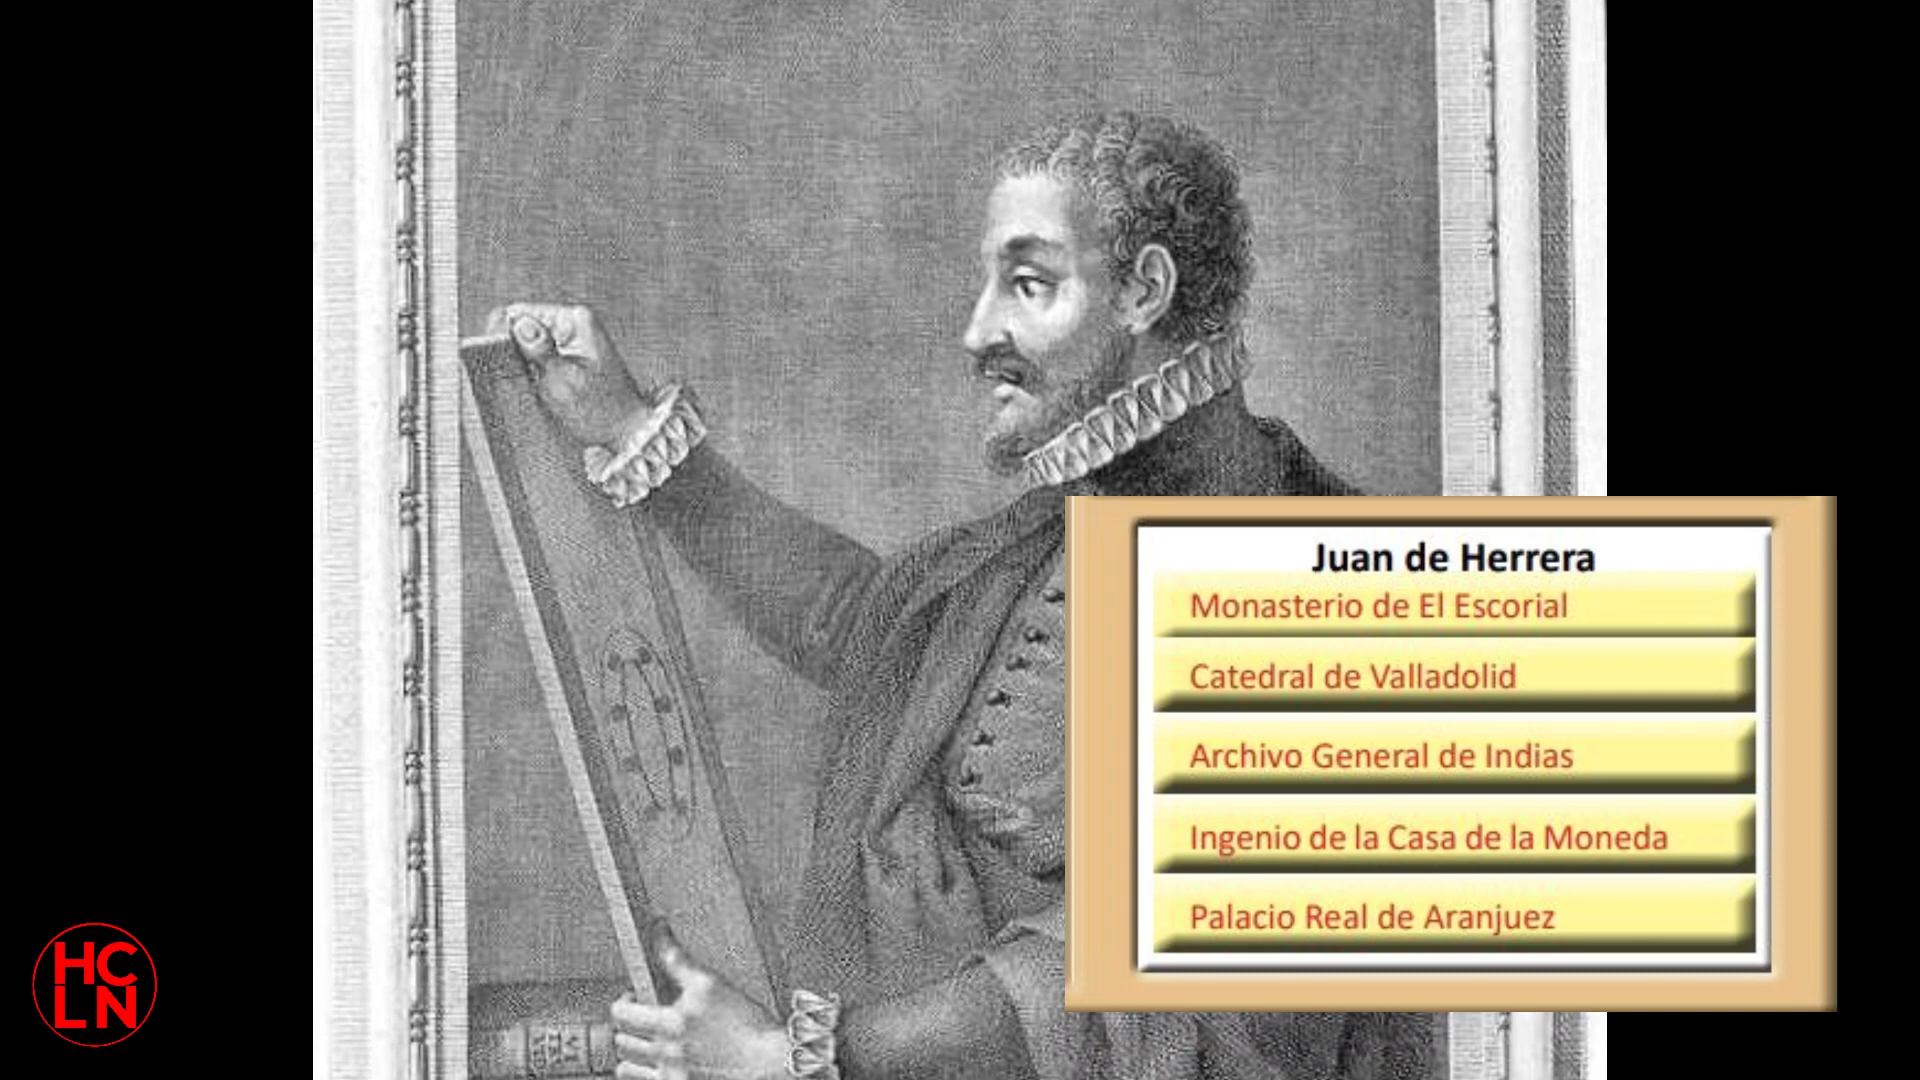 Juan de Herrera
Monasterio de El Escorial
Catedral de Valladolid
Archivo General de Indias
Ingenio de la Casa de la Moneda
Palacio Real de Aranjuez
HC
LN